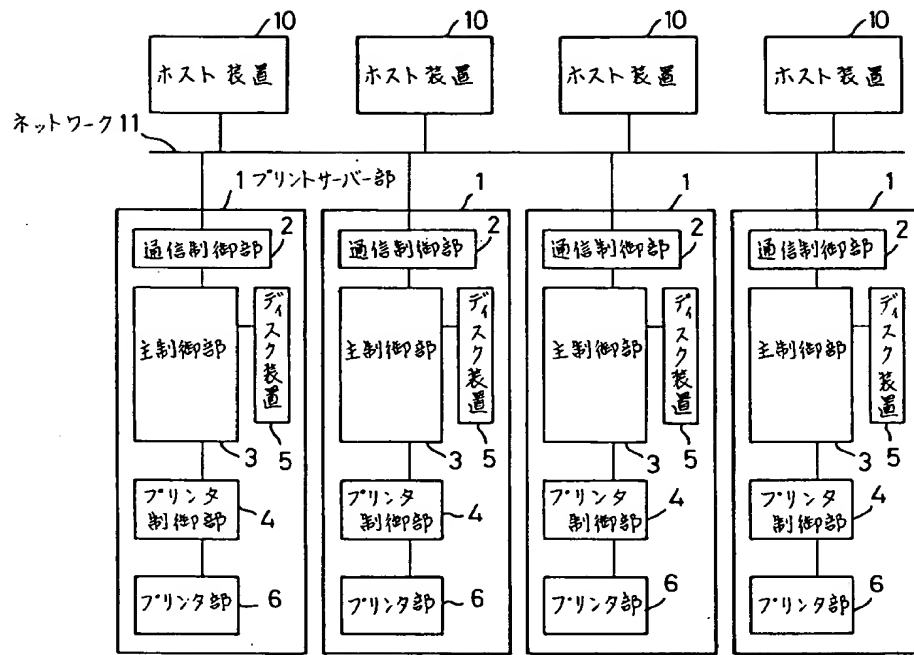 10 10 10 10
ホスト装置 ホスト装置 ホスト装置 ホスト装置
ネットワーク11
1プリントサーバー部 1 1 1
2 2 2 2
通信制御部 通信制御部 通信制御部 通信制御部
主制御部 ディスク装置 主制御部 ディスク装置 主制御部 ディスク装置 主制御部 ディスク装置
3 5 3 5 3 5 3 5
プリンタ プリンタ プリンタ プリンタ
制御部 4 制御部 4 制御部 4 制御部 4
プリンタ部 6 プリンタ部 6 プリンタ部 6 プリンタ部 6